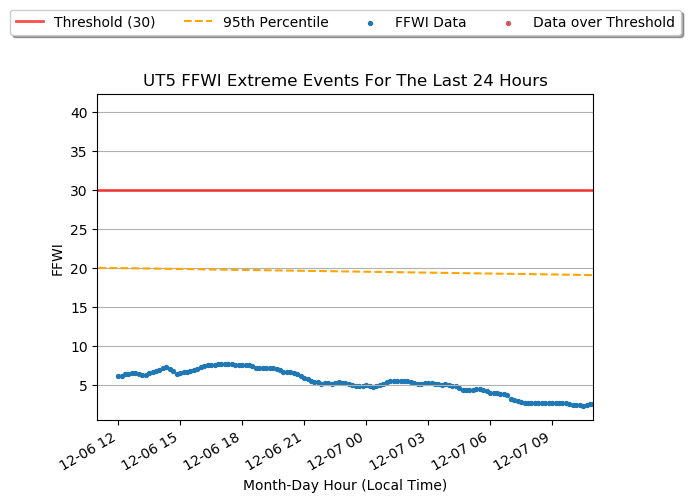 Threshold (30) 95th Percentile FFWI Data Data over Threshold
UT5 FFWI Extreme Events For The Last 24 Hours
40
35
30
25
20
15
10
5
FFWI
12-06 12 12-06 15 12-06 18 12-06 21 12-07 00 12-07 03 12-07 06 12-07 09
Month-Day Hour (Local Time)